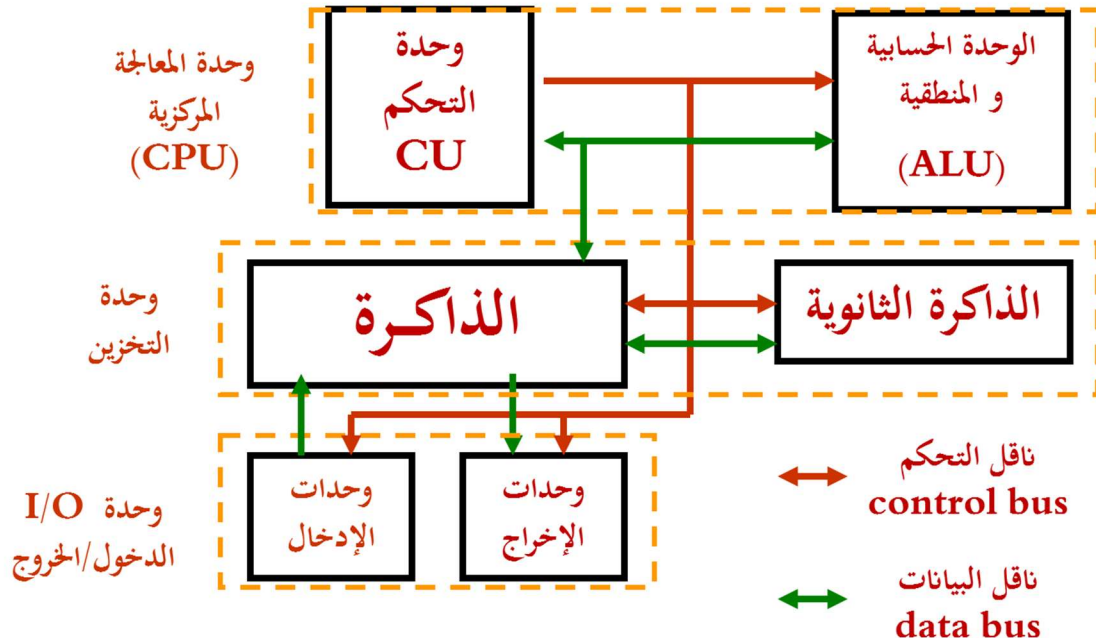 وحدة المعالجة
المركزية
(CPU)
وحدة
التحكم
CU
الوحدة الحسابية
و المنطقية
(ALU)
وحدة
التخزين
الذاكـرة
الذاكرة الثانوية
وحدة I/O
الدخول/الخروج
وحدات
الإدخال
وحدات
الإخراج
ناقل التحكم
control bus
ناقل البيانات
data bus